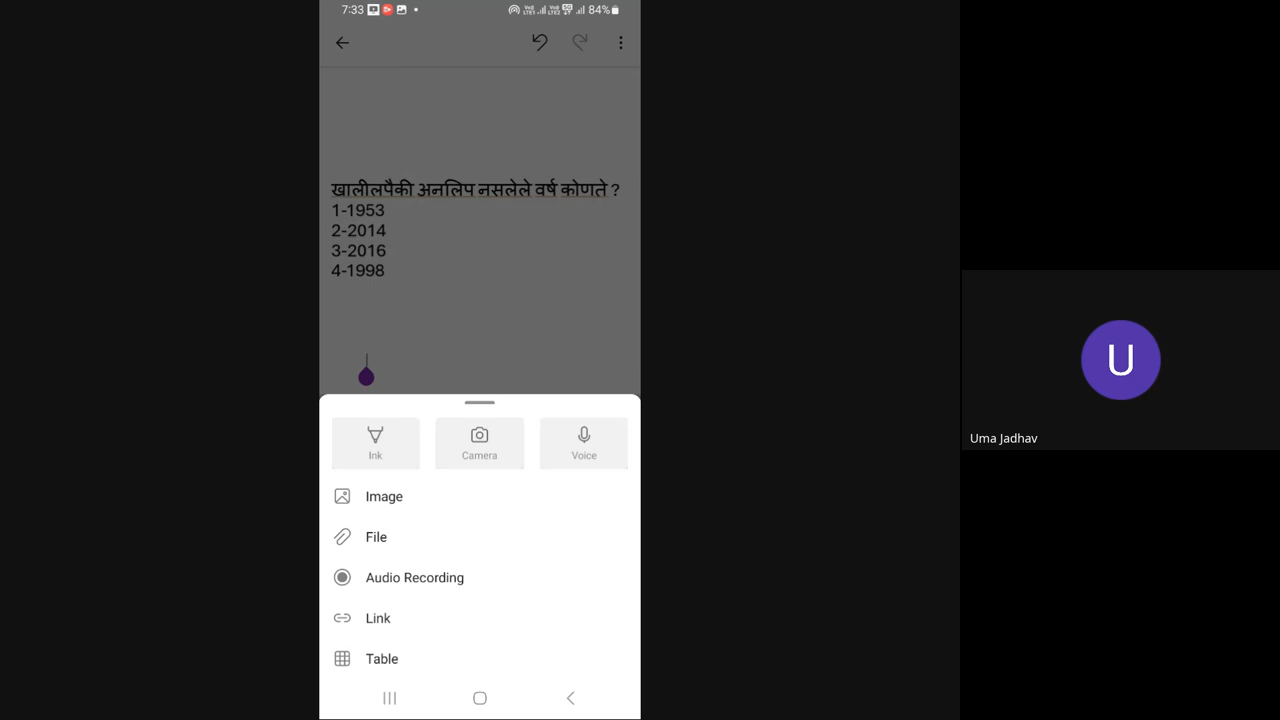 7:33 84%
खालीलपैकी अनलिप नसलेले वर्ष कोणते ?
1-1953
2-2014
3-2016
4-1998
Ink Camera Voice
Image
File
Audio Recording
Link
Table
U
Uma Jadhav